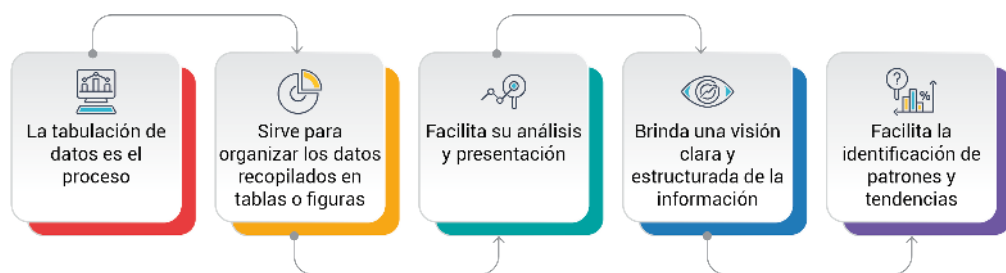 La tabulación de
datos es el
proceso
Sirve para
organizar los datos
recopilados en
tablas o figuras
Facilita su análisis
y presentación
Brinda una visión
clara y
estructurada de la
información
?
%
Facilita la
identificación de
patrones y
tendencias